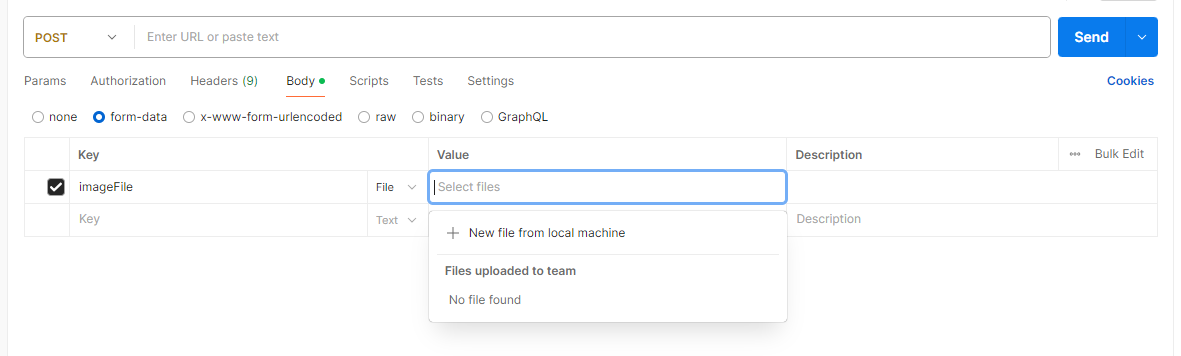 POST Enter URL or paste text Send
Params Authorization Headers (9) Body Scripts Tests Settings Cookies
none form-data x-www-form-urlencoded raw binary GraphQL
Key Value Description Bulk Edit
imageFile File Select files
Key Text Description
New file from local machine
Files uploaded to team
No file found